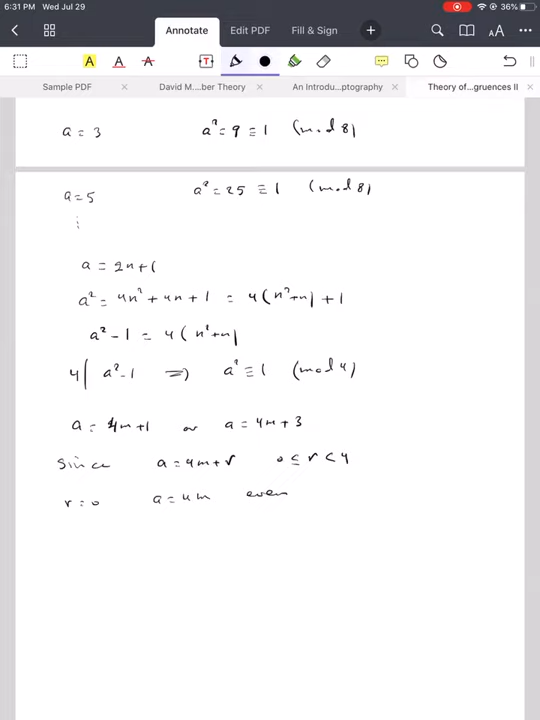 6:31 PM Wed Jul 29
36%
Annotate Edit PDF Fill & Sign
Sample PDF × David M....ber Theory × An Introdu...ptography × Theory of...gruences II
a = 3 a² = 9 ≡ 1 (mod 8)
a = 5 a² = 25 ≡ 1 (mod 8)
⋮
a = 2n+1
a² = 4n² + 4n + 1 = 4(n²+n) + 1
a² - 1 = 4(n²+n)
4 | a² - 1 ⇒ a² ≡ 1 (mod 4)
a = 4m+1 or a = 4m+3
Since a = 4m+r 0 ≤ r < 4
r = 0 a = 4m even